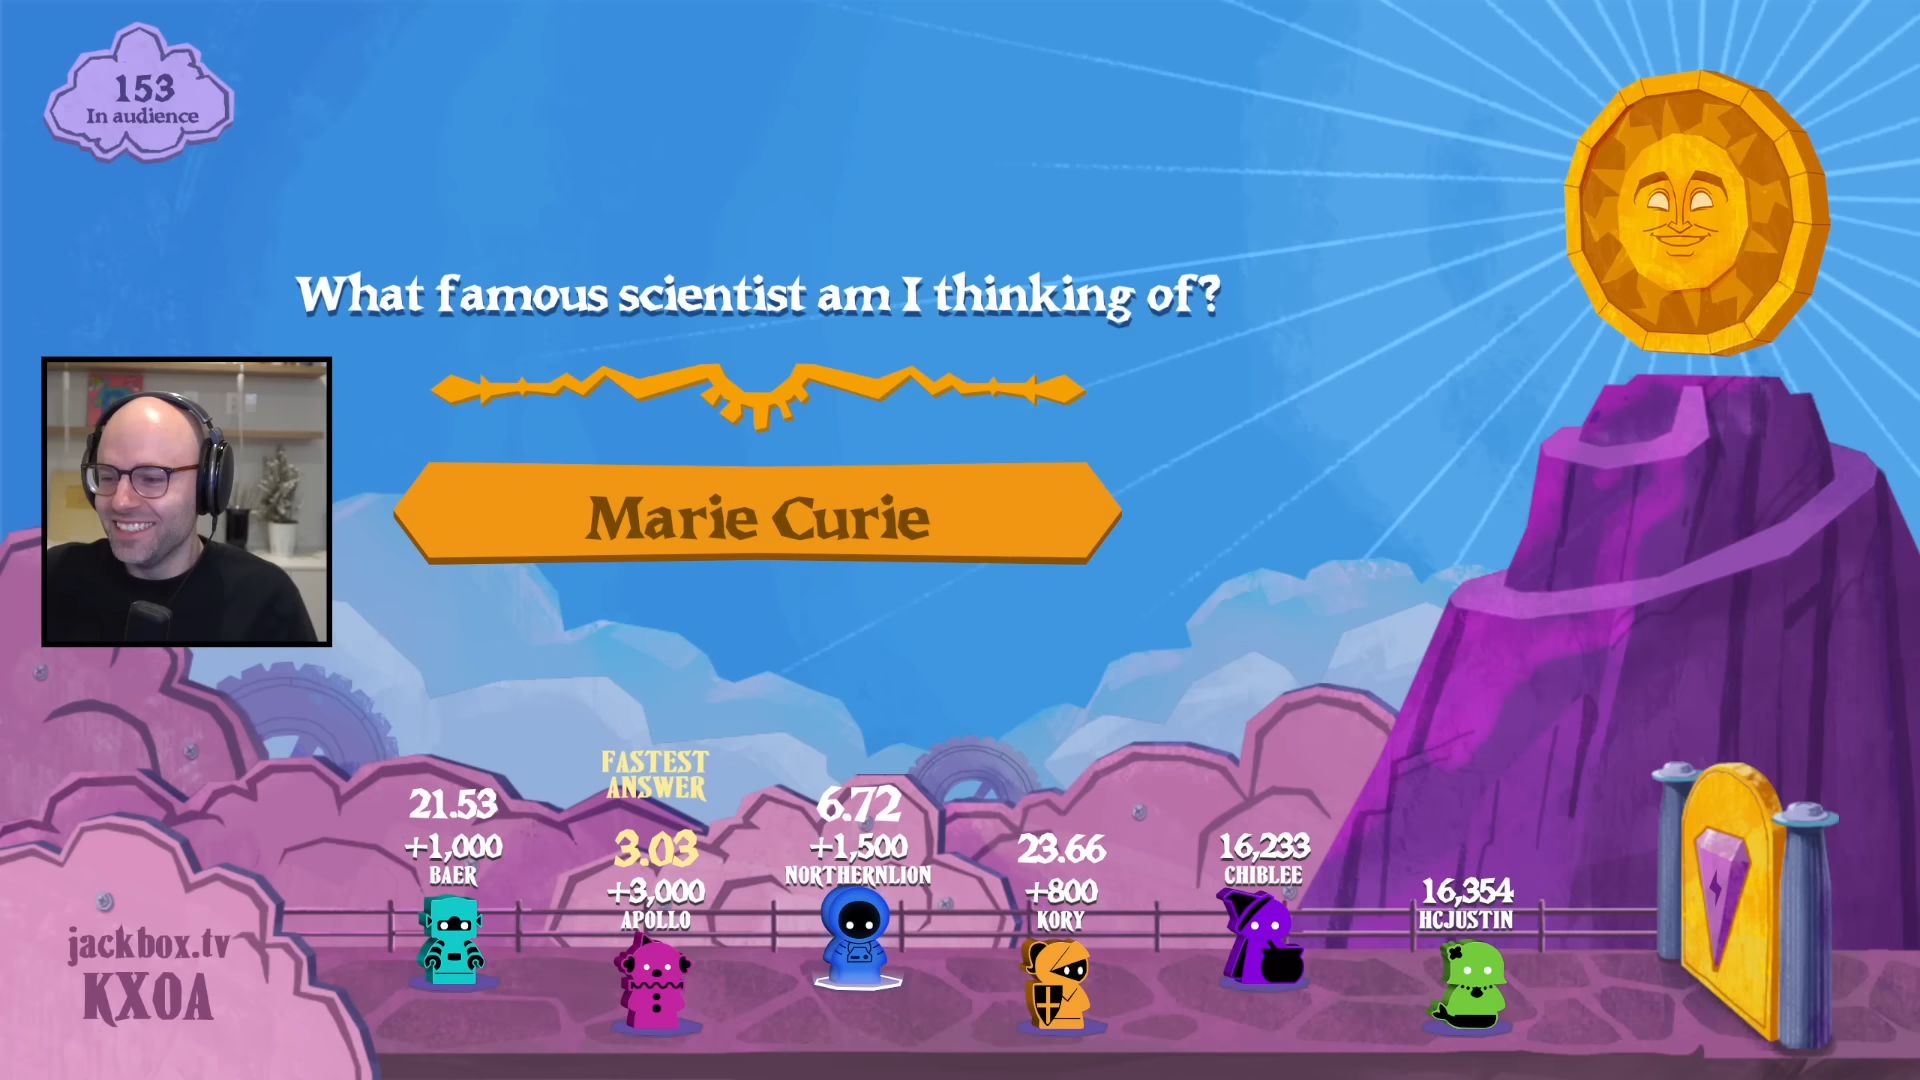 153
In audience
What famous scientist am I thinking of?
Marie Curie
21.53
+1,000
BAER
FASTEST
ANSWER
3.03
+3,000
APOLLO
6.72
+1,500
NORTHERNLION
23.66
+800
KORY
16,233
CHIBLEE
16,354
HCJUSTIN
jackbox.tv
KXOA